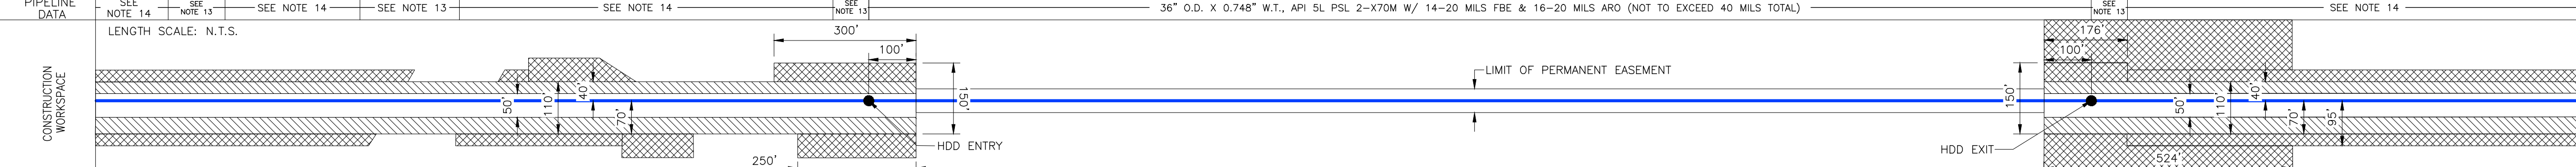 PIPELINE
DATA
SEE
NOTE 14
SEE
NOTE 13
SEE NOTE 14
SEE NOTE 13
SEE NOTE 14
SEE
NOTE 13
36" O.D. X 0.748" W.T., API 5L PSL 2-X70M W/ 14-20 MILS FBE & 16-20 MILS ARO (NOT TO EXCEED 40 MILS TOTAL)
SEE
NOTE 13
SEE NOTE 14
LENGTH SCALE: N.T.S.
CONSTRUCTION
WORKSPACE
50'
110'
40'
70'
300'
100'
150'
HDD ENTRY
250'
LIMIT OF PERMANENT EASEMENT
150'
176'
100'
HDD EXIT
50'
110'
40'
70'
95'
524'